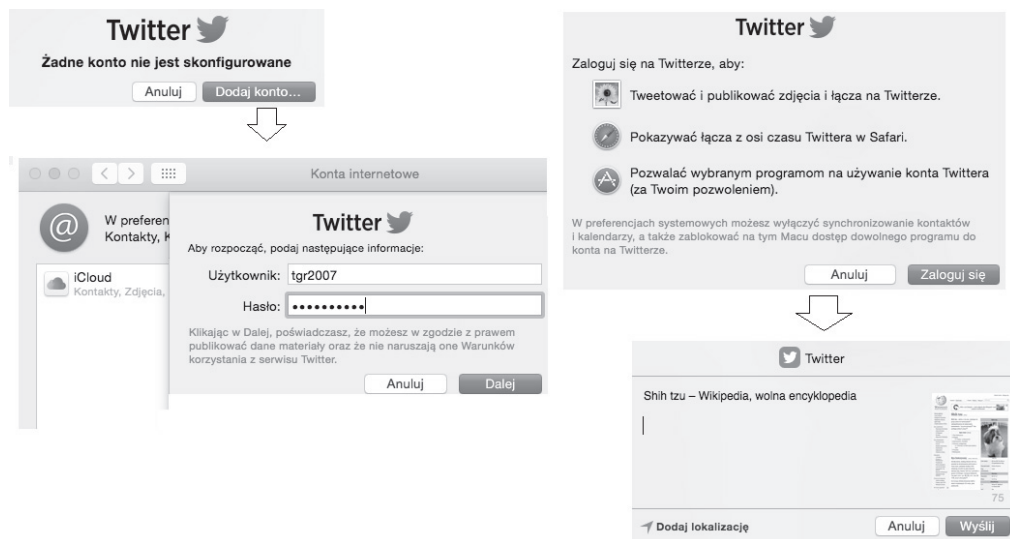 Twitter
Żadne konto nie jest skonfigurowane
Anuluj
Dodaj konto...
Konta internetowe
W preferen
Kontakty, K
iCloud
Kontakty, Zdjęcia,
Twitter
Aby rozpocząć, podaj następujące informacje:
Użytkownik: tgr2007
Hasło: ••••••••••
Klikając w Dalej, poświadczasz, że możesz w zgodzie z prawem
publikować dane materiały oraz że nie naruszają one Warunków
korzystania z serwisu Twitter.
Anuluj
Dalej
Twitter
Zaloguj się na Twitterze, aby:
Tweetować i publikować zdjęcia i łącza na Twitterze.
Pokazywać łącza z osi czasu Twittera w Safari.
Pozwalać wybranym programom na używanie konta Twittera
(za Twoim pozwoleniem).
W preferencjach systemowych możesz wyłączyć synchronizowanie kontaktów
i kalendarzy, a także zablokować na tym Macu dostęp dowolnego programu do
konta na Twitterze.
Anuluj
Zaloguj się
Twitter
Shih tzu – Wikipedia, wolna encyklopedia
75
Dodaj lokalizację
Anuluj
Wyślij